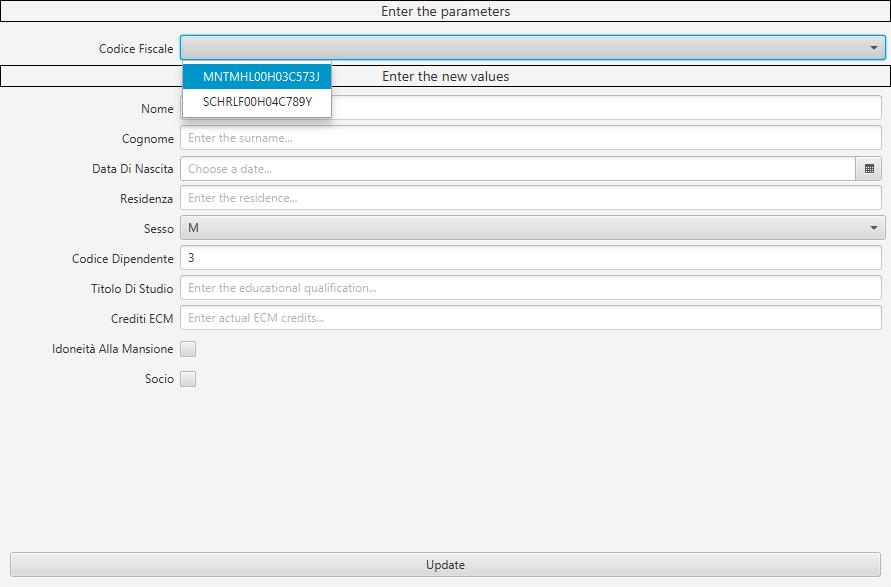 Enter the parameters
Codice Fiscale
MNTMHL00H03C573J
Enter the new values
SCHRLF00H04C789Y
Nome
Cognome Enter the surname...
Data Di Nascita Choose a date...
Residenza Enter the residence...
Sesso M
Codice Dipendente 3
Titolo Di Studio Enter the educational qualification...
Crediti ECM Enter actual ECM credits...
Idoneità Alla Mansione
Socio
Update